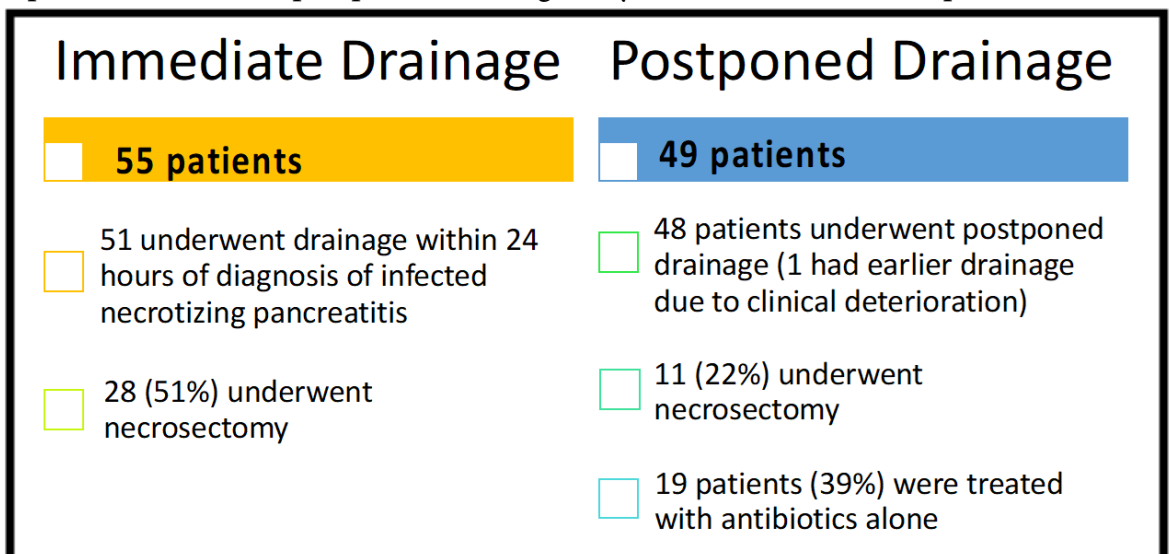 Immediate Drainage
55 patients
51 underwent drainage within 24
hours of diagnosis of infected
necrotizing pancreatitis
28 (51%) underwent
necrosectomy
Postponed Drainage
49 patients
48 patients underwent postponed
drainage (1 had earlier drainage
due to clinical deterioration)
11 (22%) underwent
necrosectomy
19 patients (39%) were treated
with antibiotics alone